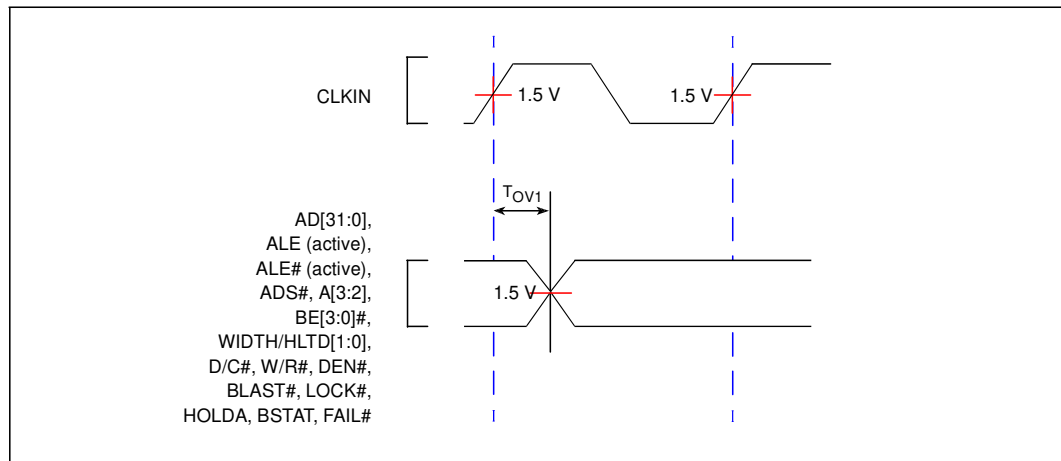 CLKIN
1.5 V
1.5 V
TOV1
AD[31:0],
ALE (active),
ALE# (active),
ADS#, A[3:2],
BE[3:0]#,
WIDTH/HLTD[1:0],
D/C#, W/R#, DEN#,
BLAST#, LOCK#,
HOLDA, BSTAT, FAIL#
1.5 V